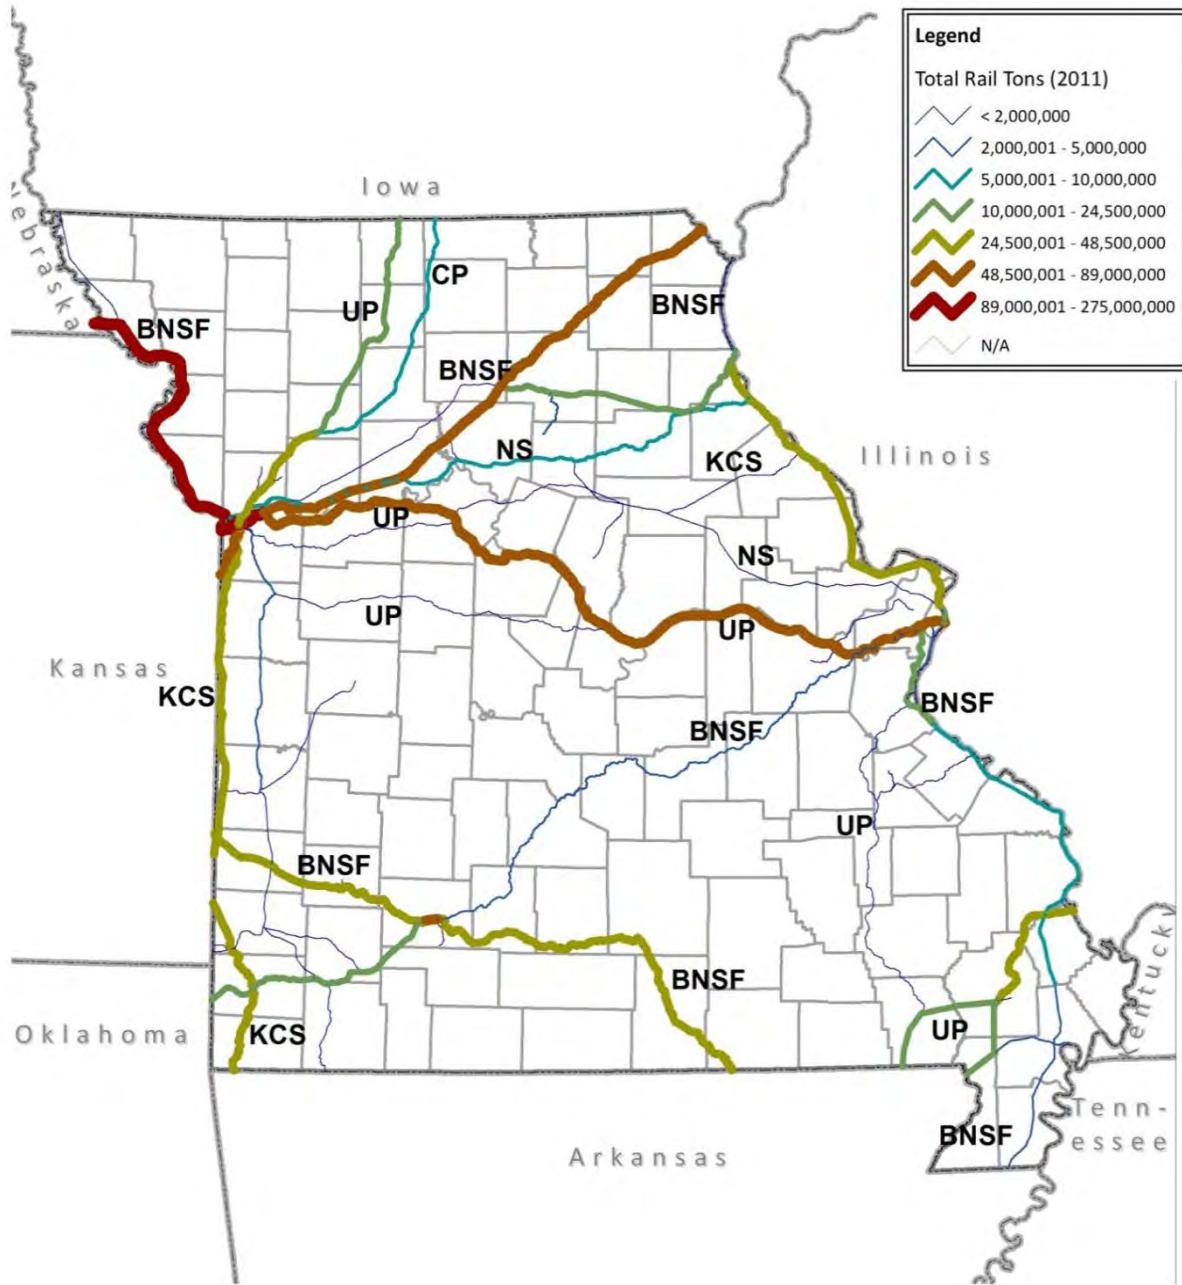 Legend
Total Rail Tons (2011)
< 2,000,000
2,000,001 - 5,000,000
5,000,001 - 10,000,000
10,000,001 - 24,500,000
24,500,001 - 48,500,000
48,500,001 - 89,000,000
89,000,001 - 275,000,000
N/A
Iowa
Nebraska
CP
UP
BNSF
BNSF
BNSF
NS
KCS
Illinois
UP
NS
UP
UP
Kansas
KCS
BNSF
BNSF
UP
BNSF
BNSF
Kentucky
Oklahoma
KCS
UP
Tenn-
essee
BNSF
Arkansas